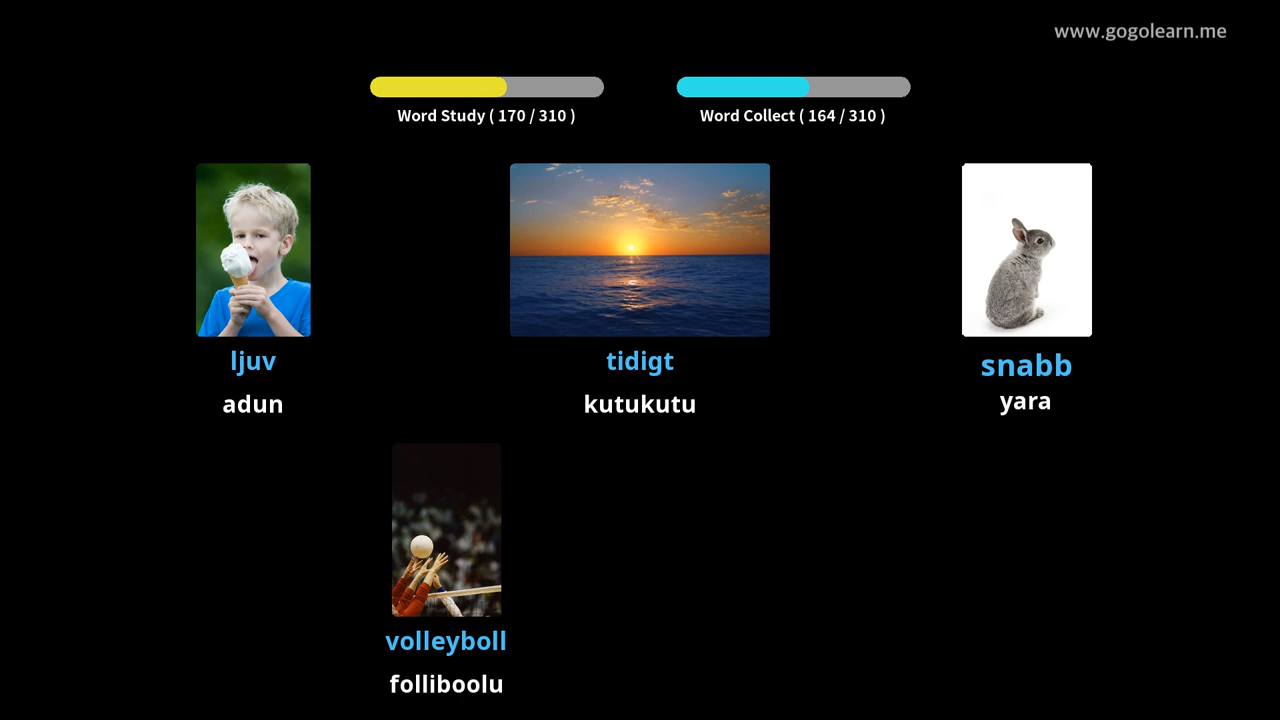 www.gogolearn.me
Word Study ( 170 / 310 )
Word Collect ( 164 / 310 )
ljuv
tidigt
snabb
adun
kutukutu
yara
volleyboll
folliboolu